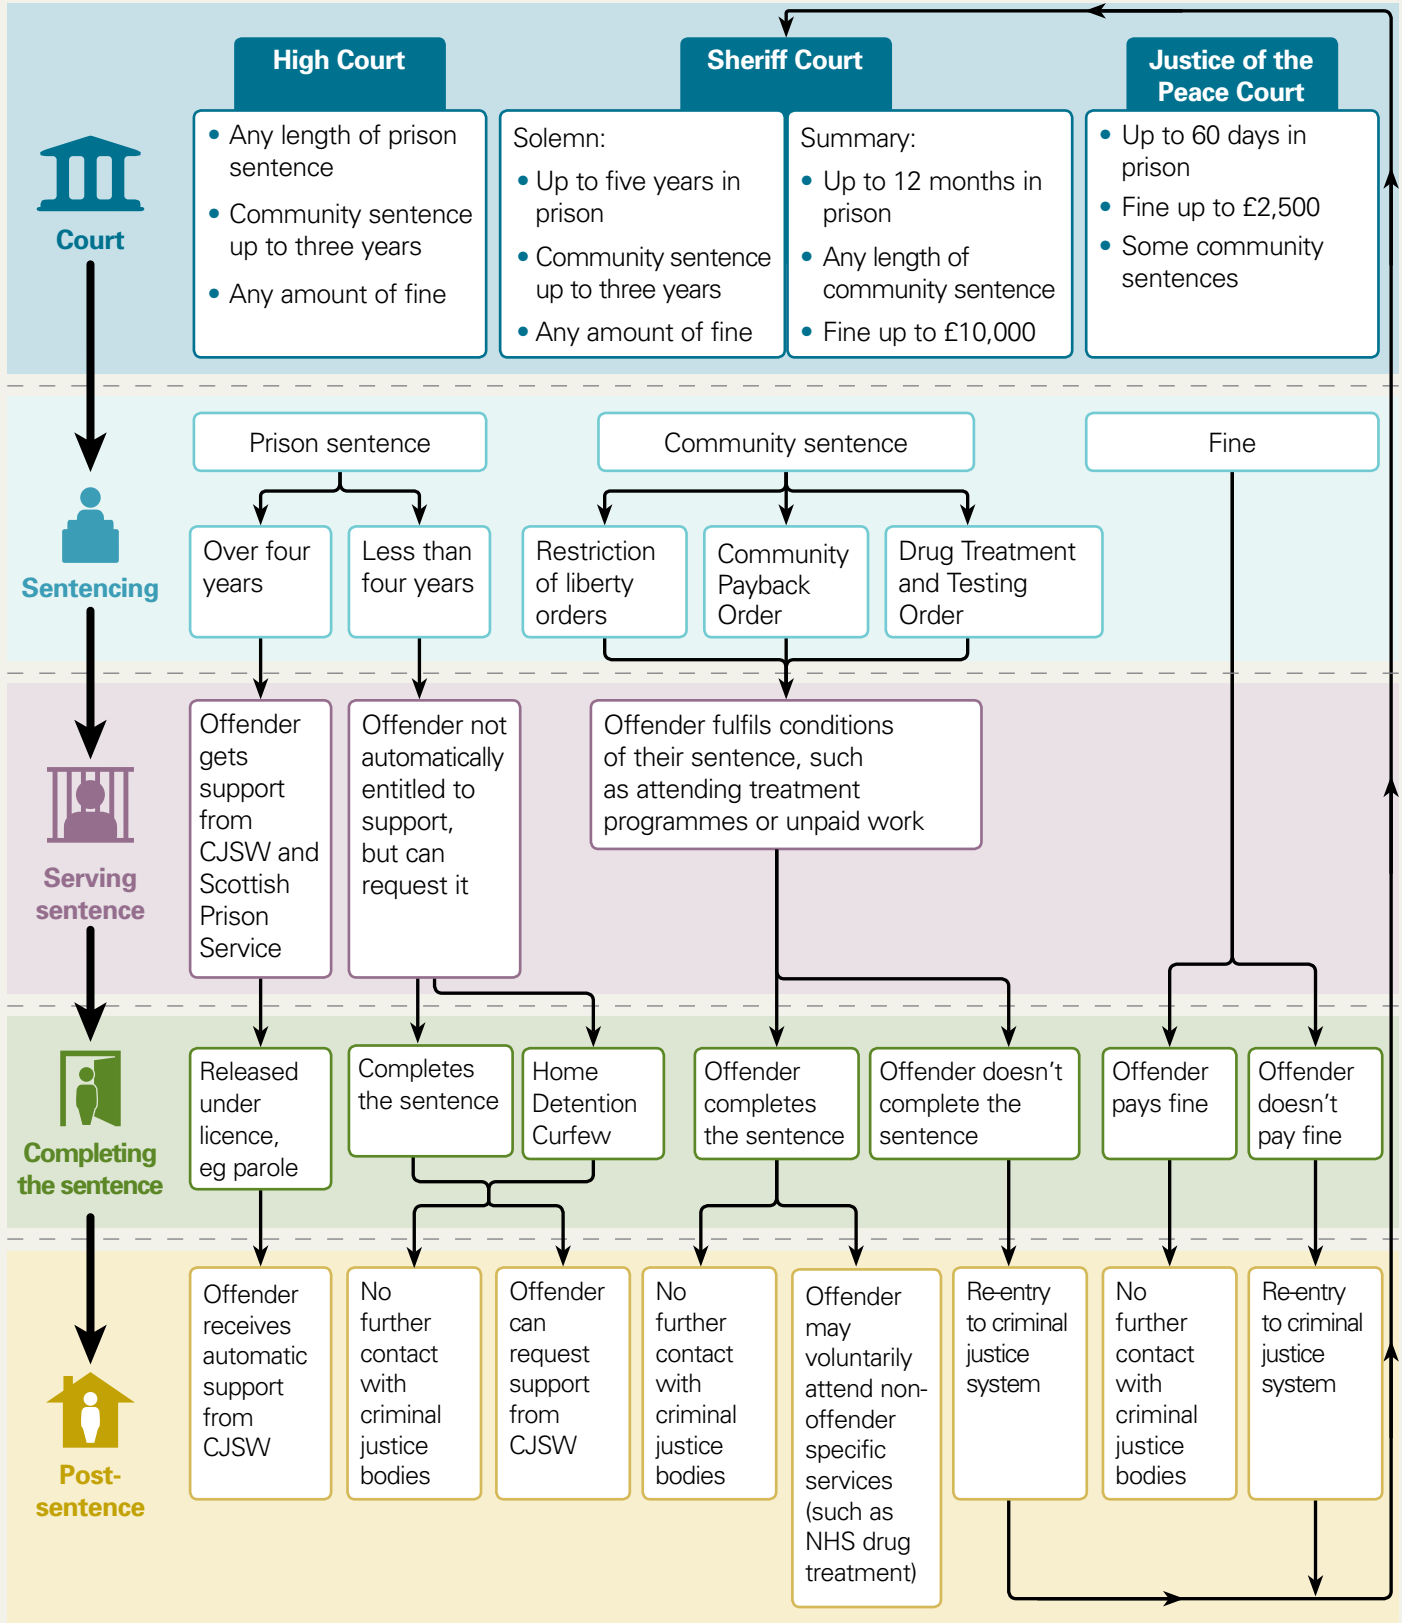 High Court
Sheriff Court
Justice of the
Peace Court
Court
• Any length of prison
sentence
• Community sentence
up to three years
• Any amount of fine
Solemn:
• Up to five years in
prison
• Community sentence
up to three years
• Any amount of fine
Summary:
• Up to 12 months in
prison
• Any length of
community sentence
• Fine up to £10,000
• Up to 60 days in
prison
• Fine up to £2,500
• Some community
sentences
Sentencing
Prison sentence
Community sentence
Fine
Over four
years
Less than
four years
Restriction
of liberty
orders
Community
Payback
Order
Drug Treatment
and Testing
Order
Serving
sentence
Offender
gets
support
from
CJSW and
Scottish
Prison
Service
Offender not
automatically
entitled to
support,
but can
request it
Offender fulfils conditions
of their sentence, such
as attending treatment
programmes or unpaid work
Completing
the sentence
Released
under
licence,
eg parole
Completes
the sentence
Home
Detention
Curfew
Offender
completes
the sentence
Offender doesn't
complete the
sentence
Offender
pays fine
Offender
doesn't
pay fine
Post-
sentence
Offender
receives
automatic
support
from
CJSW
No
further
contact
with
criminal
justice
bodies
Offender
can
request
support
from
CJSW
No
further
contact
with
criminal
justice
bodies
Offender
may
voluntarily
attend non-
offender
specific
services
(such as
NHS drug
treatment)
Re-entry
to criminal
justice
system
No
further
contact
with
criminal
justice
bodies
Re-entry
to criminal
justice
system